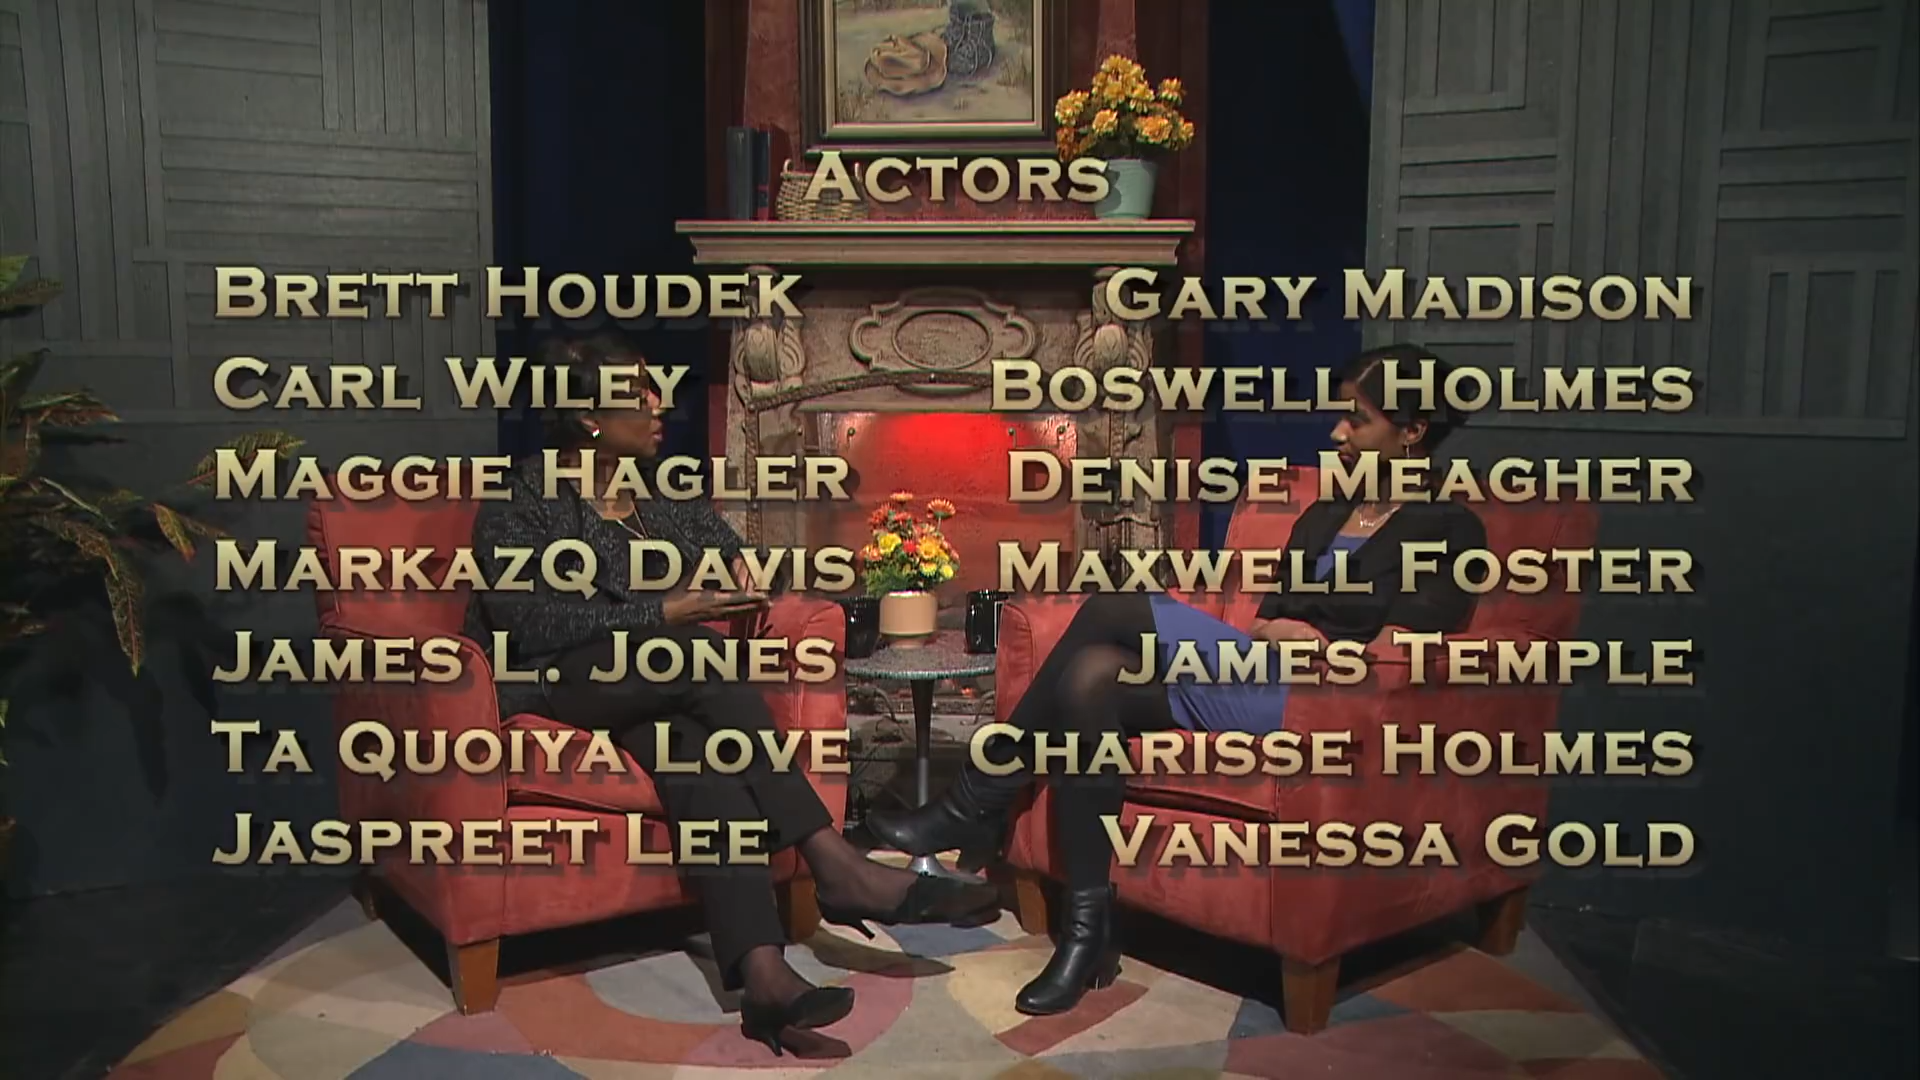 Actors
Brett Houdek
Gary Madison
Carl Wiley
Boswell Holmes
Maggie Hagler
Denise Meagher
MarkazQ Davis
Maxwell Foster
James L. Jones
James Temple
Ta Quoiya Love
Charisse Holmes
Jaspreet Lee
Vanessa Gold